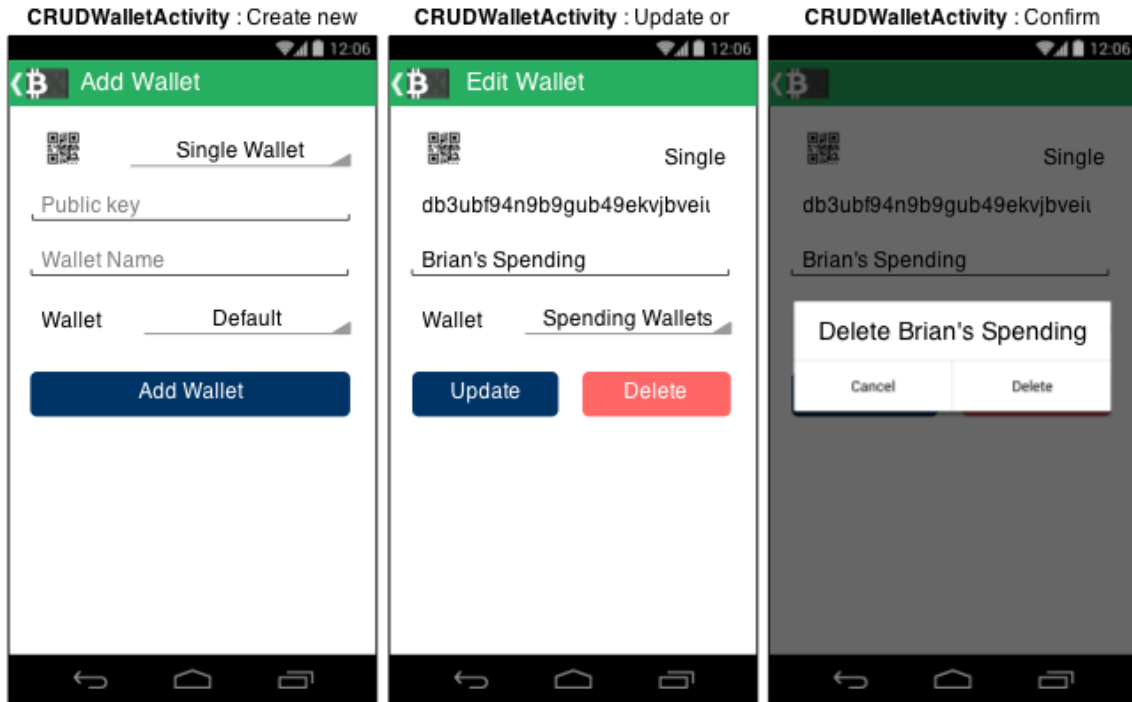 CRUDWalletActivity : Create new
12:06
Add Wallet
Single Wallet
Public key
Wallet Name
Wallet Default
Add Wallet
CRUDWalletActivity : Update or
12:06
Edit Wallet
Single
db3ubf94n9b9gub49ekvjbveiu
Brian's Spending
Wallet Spending Wallets
Update Delete
CRUDWalletActivity : Confirm
12:06
Single
db3ubf94n9b9gub49ekvjbveiu
Brian's Spending
Delete Brian's Spending
Cancel Delete